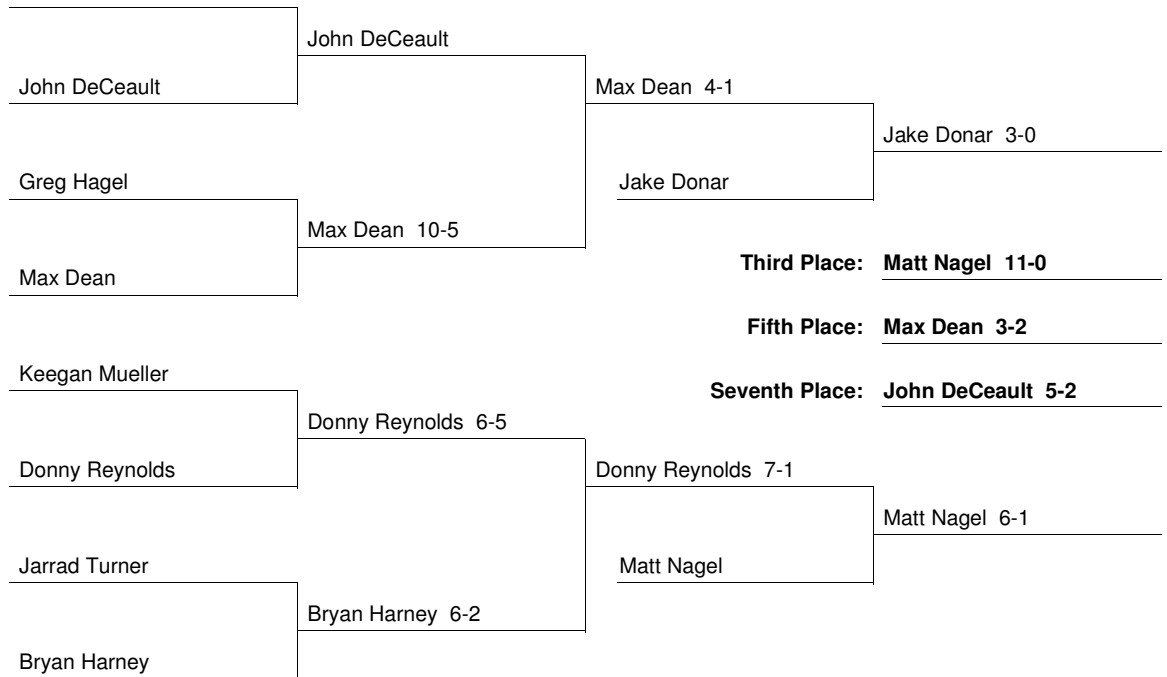 John DeCeault
John DeCeault
Max Dean 4-1
Jake Donar 3-0
Greg Hagel
Jake Donar
Max Dean 10-5
Third Place: Matt Nagel 11-0
Max Dean
Fifth Place: Max Dean 3-2
Keegan Mueller
Seventh Place: John DeCeault 5-2
Donny Reynolds 6-5
Donny Reynolds
Donny Reynolds 7-1
Matt Nagel 6-1
Jarrad Turner
Matt Nagel
Bryan Harney 6-2
Bryan Harney